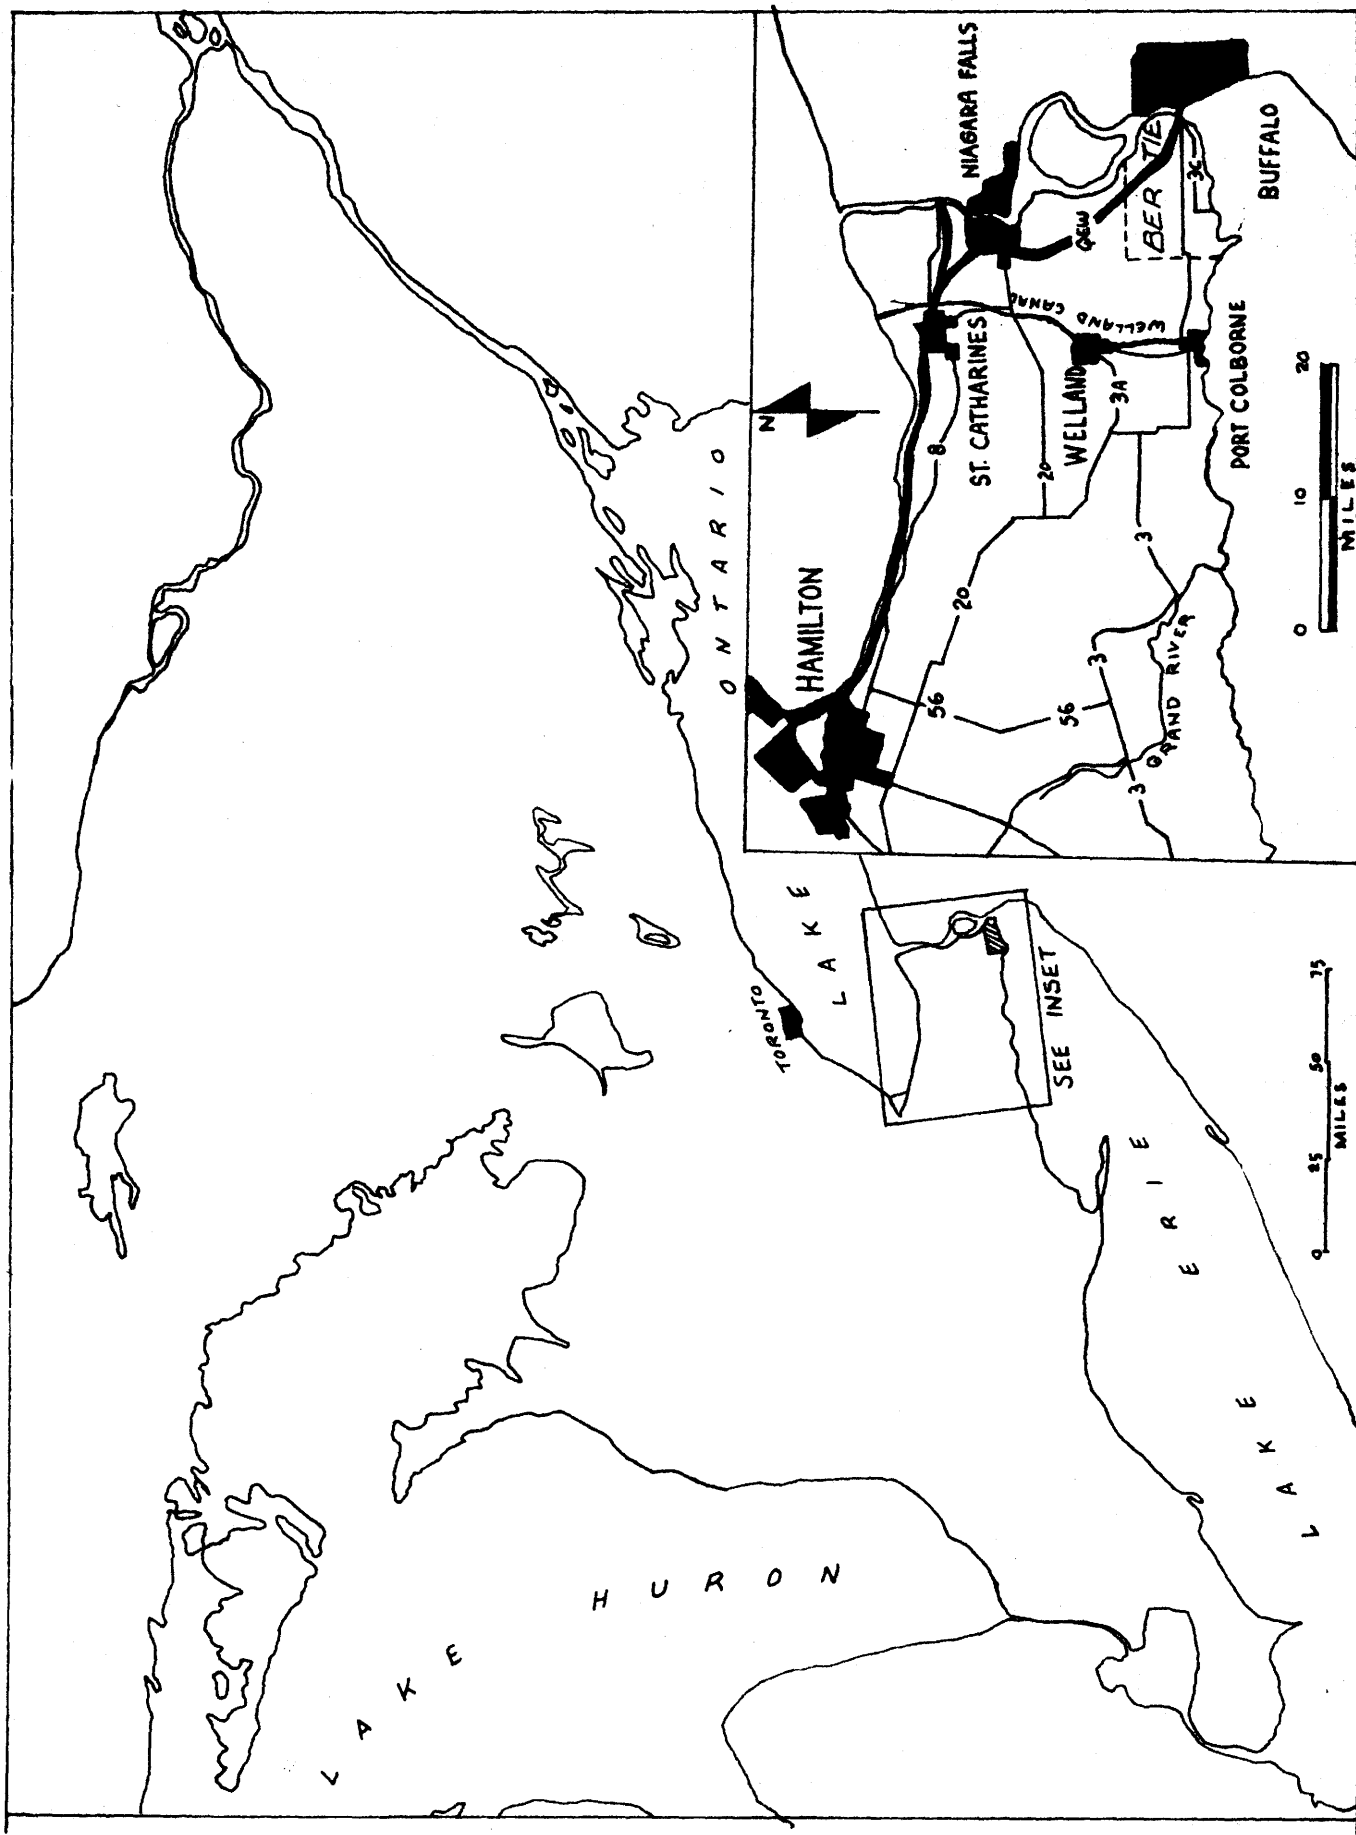 LAKE HURON
LAKE ERIE
LAKE ONTARIO
TORONTO
SEE INSET
0 25 50 75
MILES
N
HAMILTON
NIAGARA FALLS
ST. CATHARINES
WELLAND
WELLAND CANAL
PORT COLBORNE
BUFFALO
BERTIE
QEW
GRAND RIVER
8
20
20
56
56
3
3
3
3A
3C
0 10 20
MILES